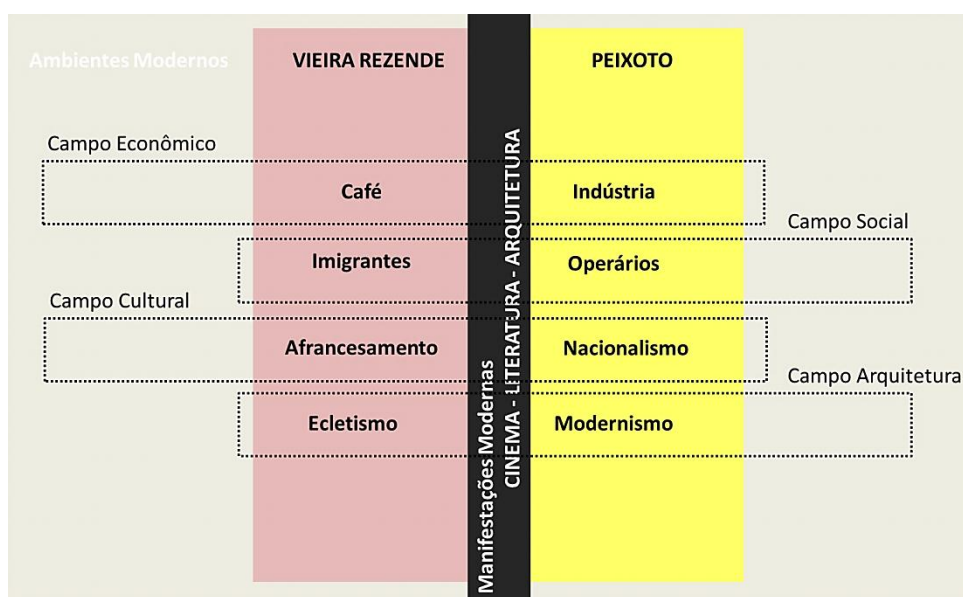 Ambientes Modernos
VIEIRA REZENDE
PEIXOTO
Campo Econômico
Café
Indústria
Campo Social
Imigrantes
Operários
Campo Cultural
Afrancesamento
Nacionalismo
Campo Arquitetura
Ecletismo
Modernismo
Manifestações Modernas
CINEMA - LITERATURA - ARQUITETURA